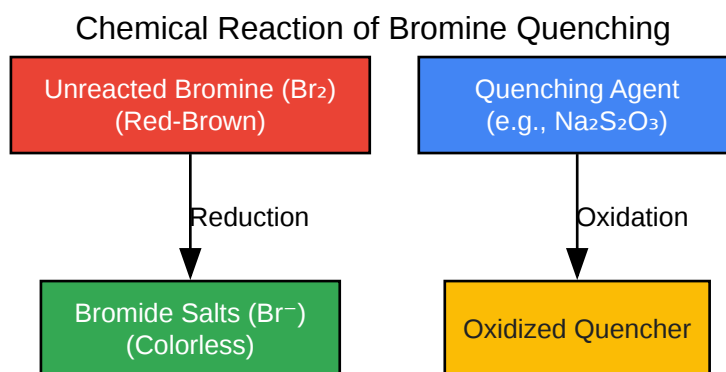 Chemical Reaction of Bromine Quenching
Unreacted Bromine (Br₂)
(Red-Brown)
Quenching Agent
(e.g., Na₂S₂O₃)
Reduction
Oxidation
Bromide Salts (Br⁻)
(Colorless)
Oxidized Quencher